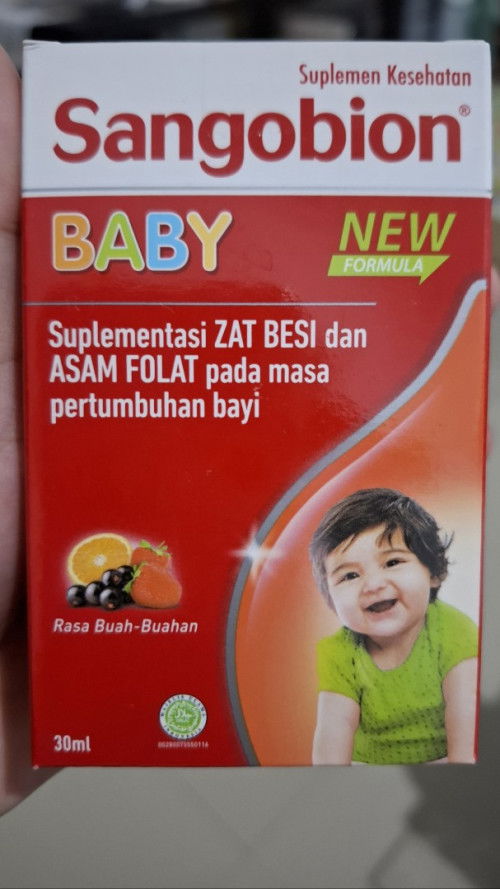 Suplemen Kesehatan
Sangobion®
BABY
NEW
FORMULA
Suplementasi ZAT BESI dan
ASAM FOLAT pada masa
pertumbuhan bayi
Rasa Buah-Buahan
30ml